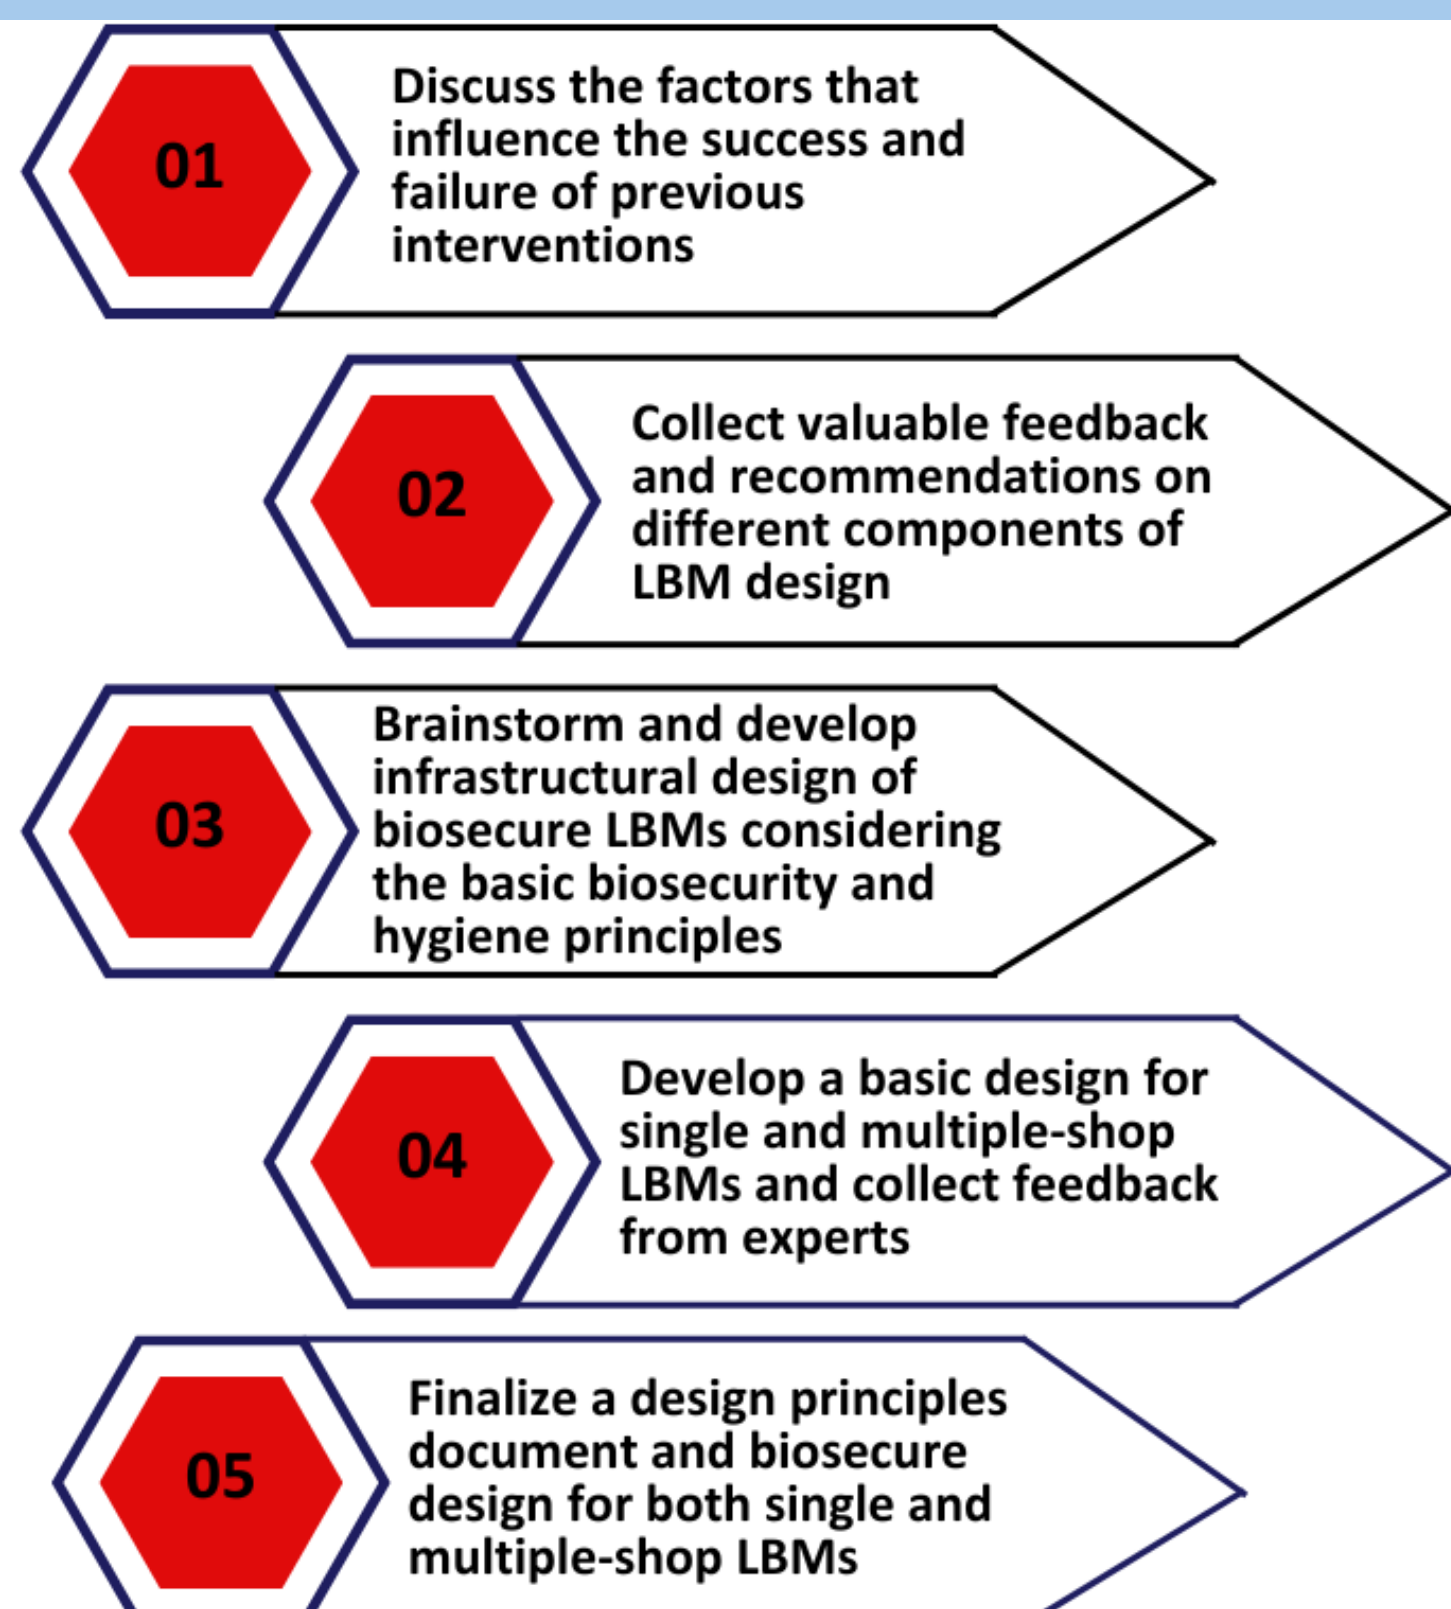 01
Discuss the factors that
influence the success and
failure of previous
interventions
02
Collect valuable feedback
and recommendations on
different components of
LBM design
03
Brainstorm and develop
infrastructural design of
biosecure LBMs considering
the basic biosecurity and
hygiene principles
04
Develop a basic design for
single and multiple-shop
LBMs and collect feedback
from experts
05
Finalize a design principles
document and biosecure
design for both single and
multiple-shop LBMs